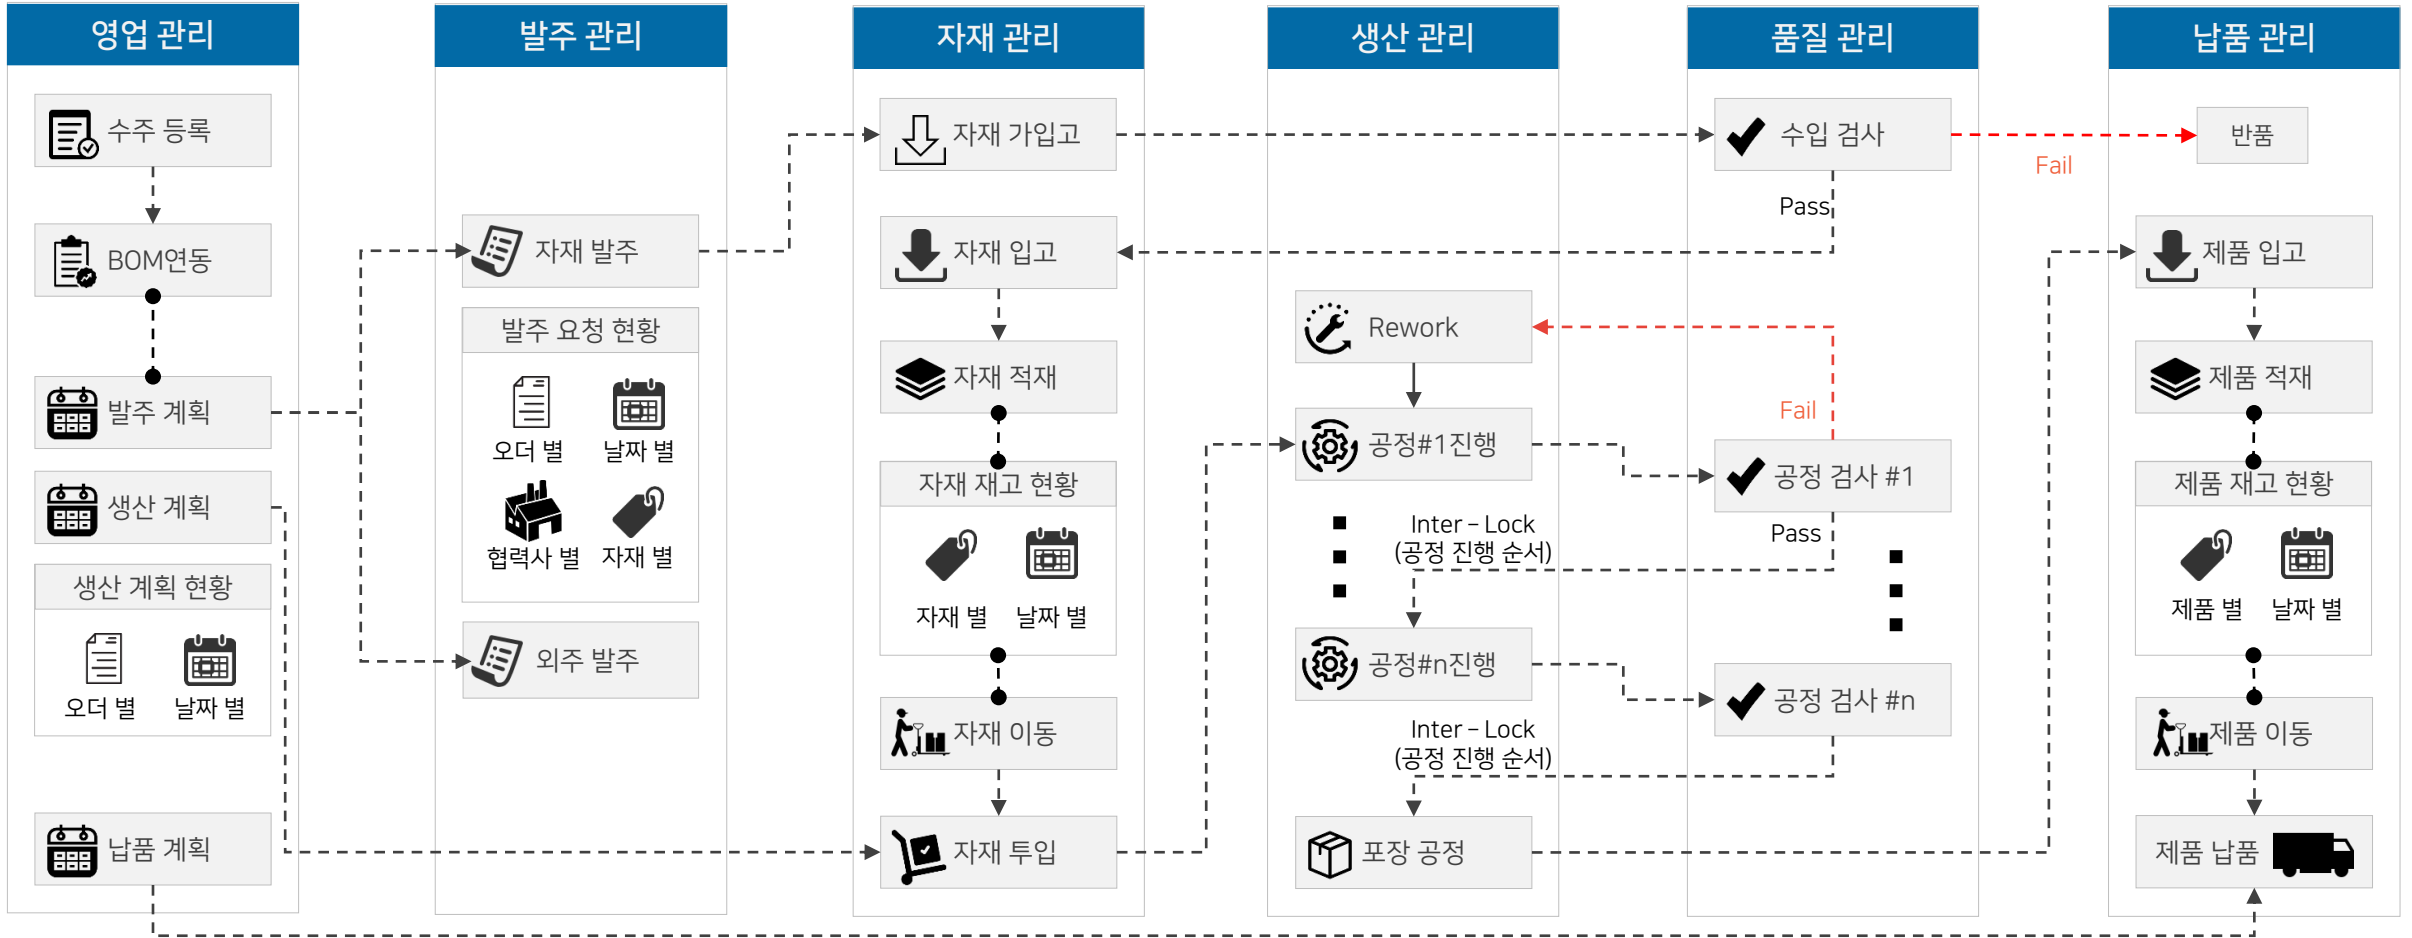 영업 관리
수주 등록
BOM연동
발주 계획
생산 계획
생산 계획 현황
오더 별
날짜 별
납품 계획
발주 관리
자재 발주
발주 요청 현황
오더 별
날짜 별
협력사 별
자재 별
외주 발주
자재 관리
자재 가입고
자재 입고
자재 적재
자재 재고 현황
자재 별
날짜 별
자재 이동
자재 투입
생산 관리
Rework
공정#1진행
Inter – Lock
(공정 진행 순서)
공정#n진행
Inter – Lock
(공정 진행 순서)
포장 공정
품질 관리
수입 검사
Pass
Fail
Fail
공정 검사 #1
Pass
공정 검사 #n
납품 관리
반품
제품 입고
제품 적재
제품 재고 현황
제품 별
날짜 별
제품 이동
제품 납품